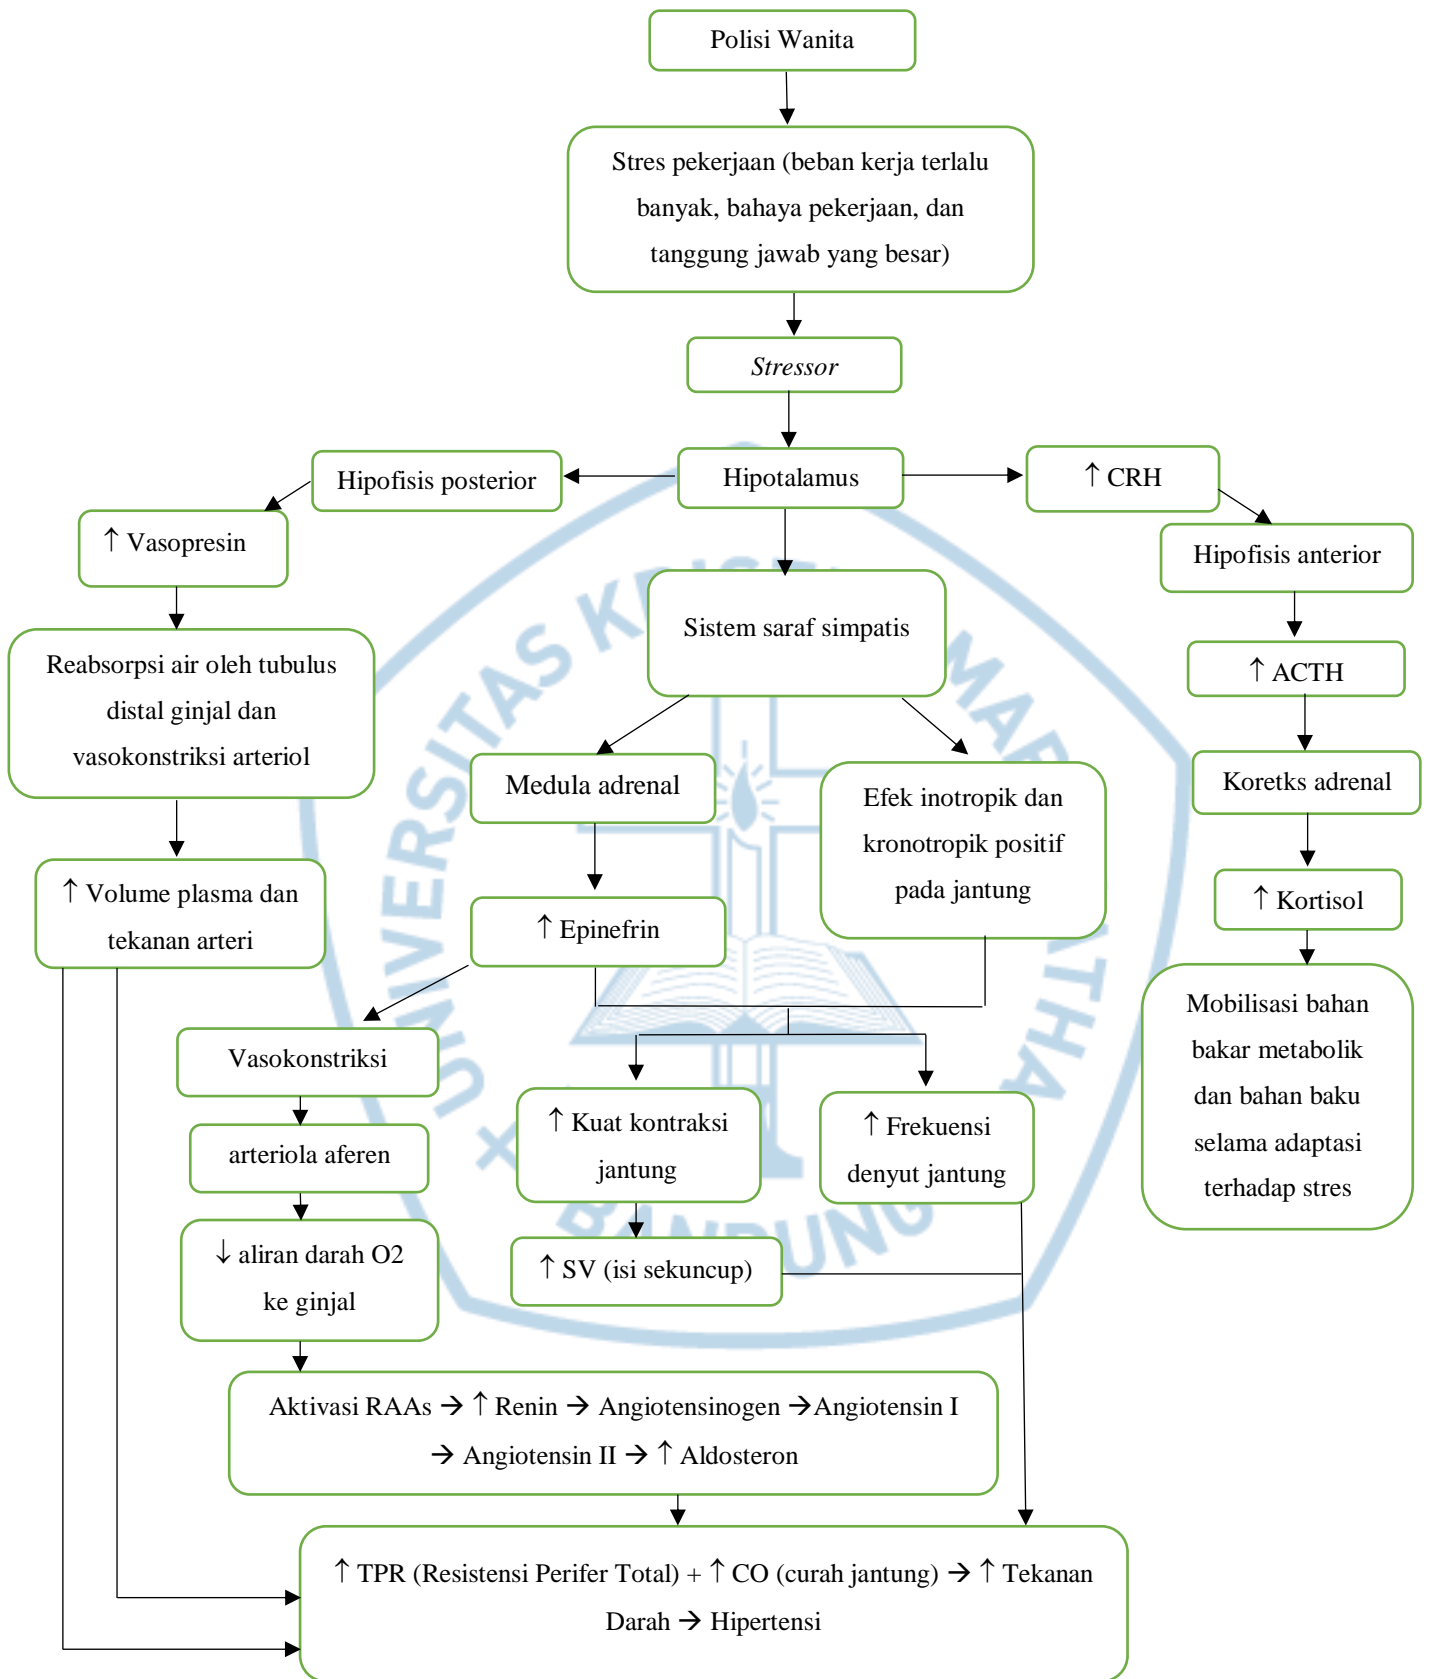 Polisi Wanita
Stres pekerjaan (beban kerja terlalu
banyak, bahaya pekerjaan, dan
tanggung jawab yang besar)
Stressor
Hipofisis posterior
Hipotalamus
↑ CRH
↑ Vasopresin
Hipofisis anterior
Sistem saraf simpatis
Reabsorpsi air oleh tubulus
distal ginjal dan
vasokonstriksi arteriol
↑ ACTH
Medula adrenal
Efek inotropik dan
kronotropik positif
pada jantung
Koretks adrenal
↑ Volume plasma dan
tekanan arteri
↑ Epinefrin
↑ Kortisol
Vasokonstriksi
Mobilisasi bahan
bakar metabolik
dan bahan baku
selama adaptasi
terhadap stres
arteriola aferen
↑ Kuat kontraksi
jantung
↑ Frekuensi
denyut jantung
↓ aliran darah O2
ke ginjal
↑ SV (isi sekuncup)
Aktivasi RAAs → ↑ Renin → Angiotensinogen → Angiotensin I
→ Angiotensin II → ↑ Aldosteron
↑ TPR (Resistensi Perifer Total) + ↑ CO (curah jantung) → ↑ Tekanan
Darah → Hipertensi
UNIVERSITAS KRISTEN MARANATHA
BANDUNG